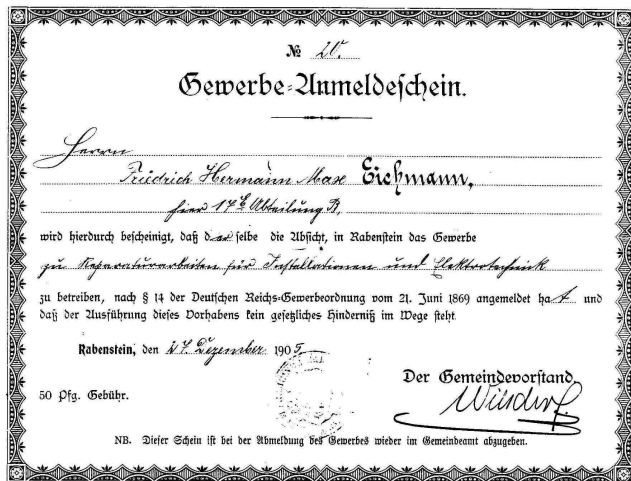 № 20.
Gewerbe-Anmeldeschein.
Herrn
Friedrich Hermann Max Eichmann,
hier 17 Abteilung B,
wird hierdurch bescheinigt, daß derselbe die Absicht, in Rabenstein das Gewerbe
zu Reparaturarbeiten für Installationen und Elektrotechnick
zu betreiben, nach § 14 der Deutschen Reichs-Gewerbeordnung vom 21. Juni 1869 angemeldet hat und
daß der Ausführung dieses Vorhabens kein gesetzliches Hinderniß im Wege steht.
Rabenstein, den 27. Dezember 1905.
Der Gemeindevorstand
50 Pfg. Gebühr.
NB. Dieser Schein ist bei der Abmeldung des Gewerbes wieder im Gemeindeamt abzugeben.